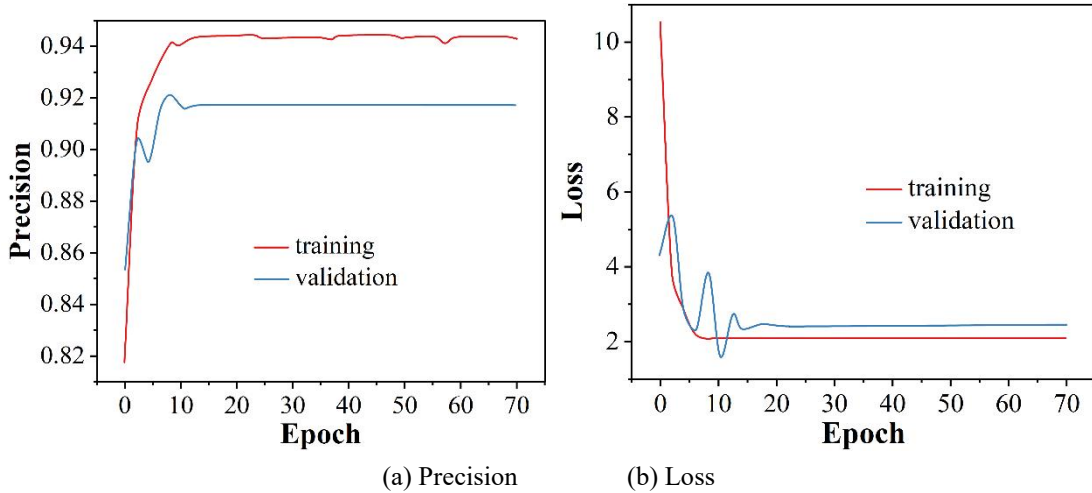 Precision
0.94
0.92
0.90
0.88
0.86
0.84
0.82
training
validation
0 10 20 30 40 50 60 70
Epoch
Loss
10
8
6
4
2
training
validation
0 10 20 30 40 50 60 70
Epoch
(a) Precision (b) Loss